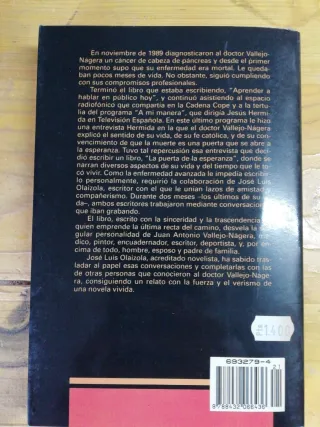 En noviembre de 1989 diagnosticaron al doctor Vallejo-
Nágera un cáncer de cabeza de páncreas y desde el primer
momento supo que su enfermedad era mortal. Le queda-
ban pocos meses de vida. No obstante, siguió cumpliendo
con sus compromisos profesionales.
Terminó el libro que estaba escribiendo, "Aprender a
hablar en público hoy", y continuó asistiendo al espacio
radiofónico que compartía en la Cadena Cope y a la tertu-
lia del programa "A mi manera", que dirigía Jesús Hermi-
da en Televisión Española. En este último programa le hizo
una entrevista Hermida en la que el doctor Vallejo-Nágera
explicó el sentido de su vida, de su fe católica, y de su con-
vencimiento de que la muerte es una puerta que se abre a
la esperanza. Tuvo tal repercusión esa entrevista que deci-
dió escribir un libro, "La puerta de la esperanza", donde se
narran diversos aspectos de su vida y del tiempo que le to-
có vivir. Como la enfermedad avanzada le impedía escribir-
lo personalmente, requirió la colaboración de José Luis
Olaizola, escritor con el que le unían lazos de amistad y
compañerismo. Durante dos meses -los últimos de su vi-
da-, ambos escritores trabajaron mediante conversaciones
que iban grabando.
El libro, escrito con la sinceridad y la trascendencia de
quien emprende la última recta del camino, desvela la sin-
gular personalidad de Juan Antonio Vallejo-Nágera, mé-
dico, pintor, encuadernador, escritor, deportista, y, por en-
cima de todo, hombre, esposo y padre de familia.
José Luis Olaizola, acreditado novelista, ha sabido tras-
ladar al papel esas conversaciones y completarlas con las
de otras personas que conocieron al doctor Vallejo-Náge-
ra, consiguiendo un relato con la fuerza y el verismo de
una novela vivida.
1.400
693279-4
21
9 788432 086436